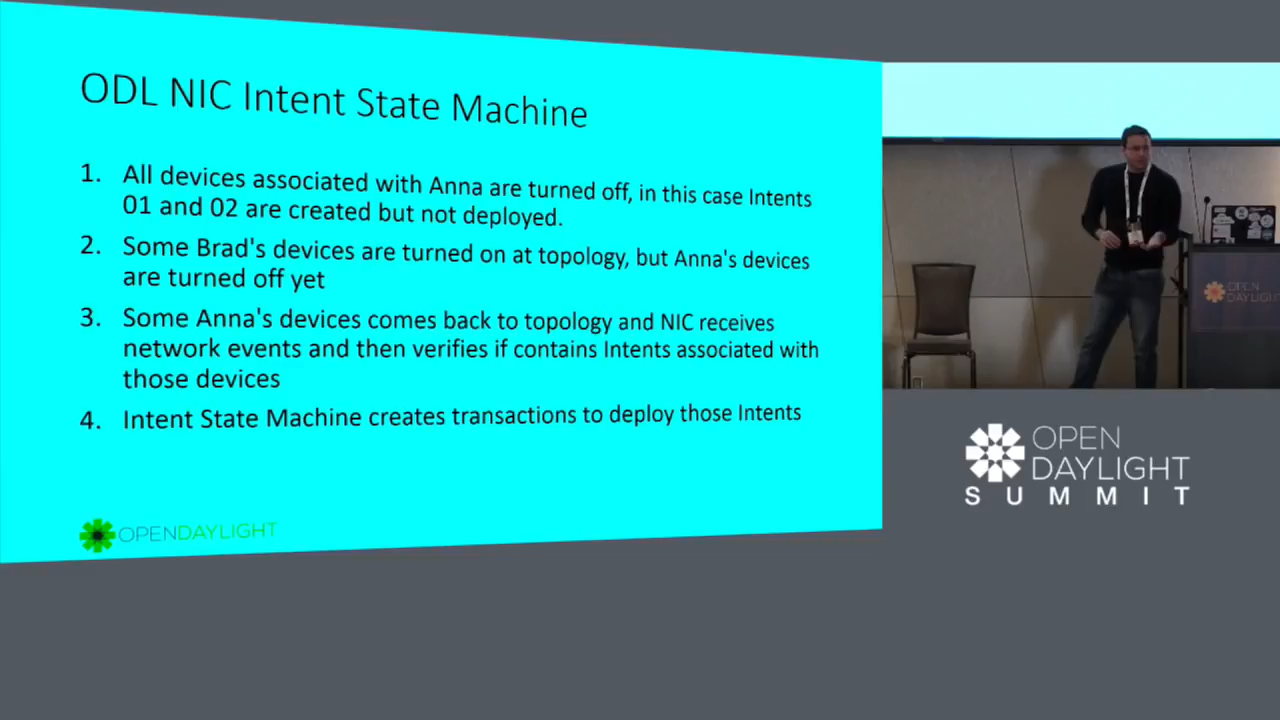 ODL NIC Intent State Machine
1. All devices associated with Anna are turned off, in this case Intents
01 and 02 are created but not deployed.
2. Some Brad's devices are turned on at topology, but Anna's devices
are turned off yet
3. Some Anna's devices comes back to topology and NIC receives
network events and then verifies if contains Intents associated with
those devices
4. Intent State Machine creates transactions to deploy those Intents
OPENDAYLIGHT
OPEN
DAYLIGHT
OPEN
DAYLIGHT
SUMMIT